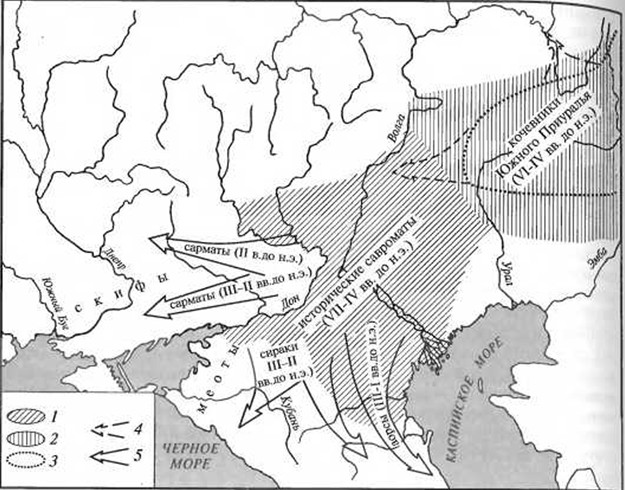 Волга
кочевники
Южного Приуралья
(VI-IV вв. до н.э.)
Днепр
сарматы (II в.до н.э.)
Южный Буг
скифы
сарматы (III-II вв.до н.э.)
Дон
исторические савроматы
(VII-IV вв. до н.э.)
Урал
Эмба
меоты
сираки
III-II
вв.до н.э.)
Кубань
аорсы (III-I вв.до н.э.)
КАСПИЙСКОЕ МОРЕ
ЧЕРНОЕ
МОРЕ
1
2
3
4
5